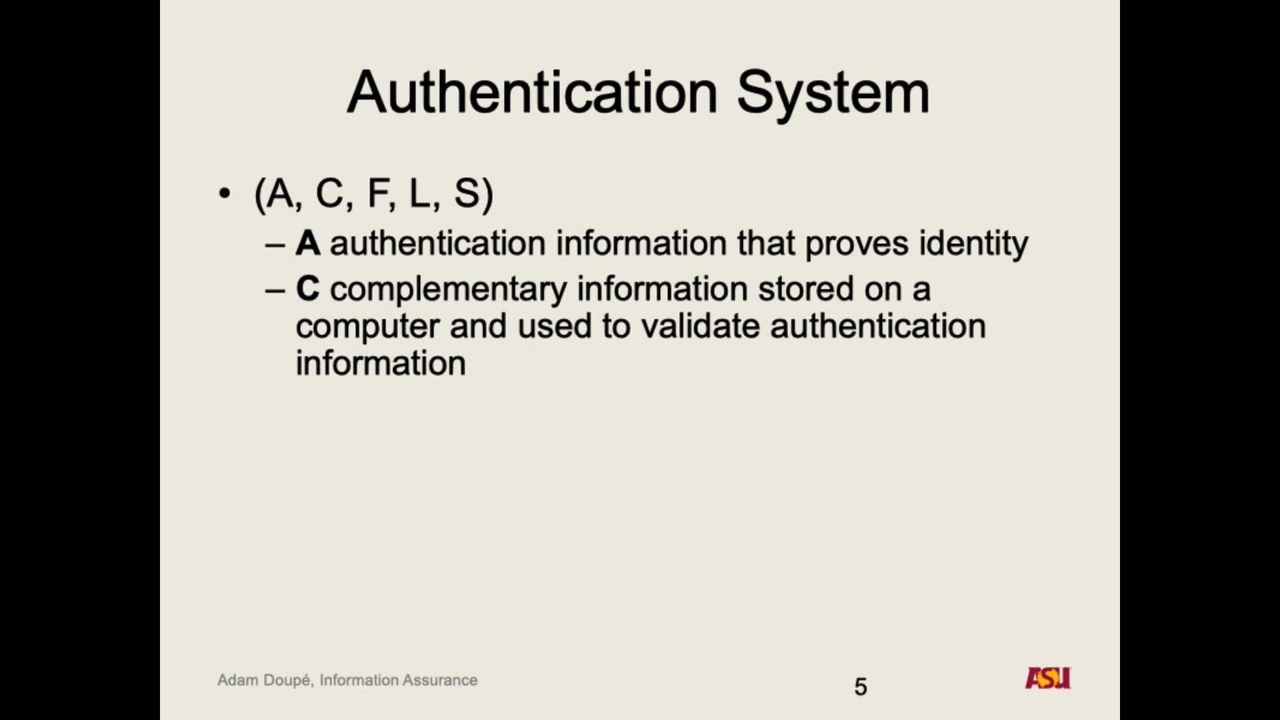 Authentication System
• (A, C, F, L, S)
– A authentication information that proves identity
– C complementary information stored on a
computer and used to validate authentication
information
Adam Doupé, Information Assurance
5
ASU